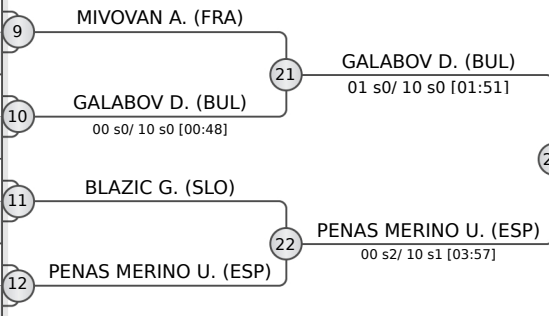 MIVOVAN A. (FRA)
9
GALABOV D. (BUL)
21
01 s0/ 10 s0 [01:51]
GALABOV D. (BUL)
10
00 s0/ 10 s0 [00:48]
BLAZIC G. (SLO)
11
PENAS MERINO U. (ESP)
22
00 s2/ 10 s1 [03:57]
PENAS MERINO U. (ESP)
12